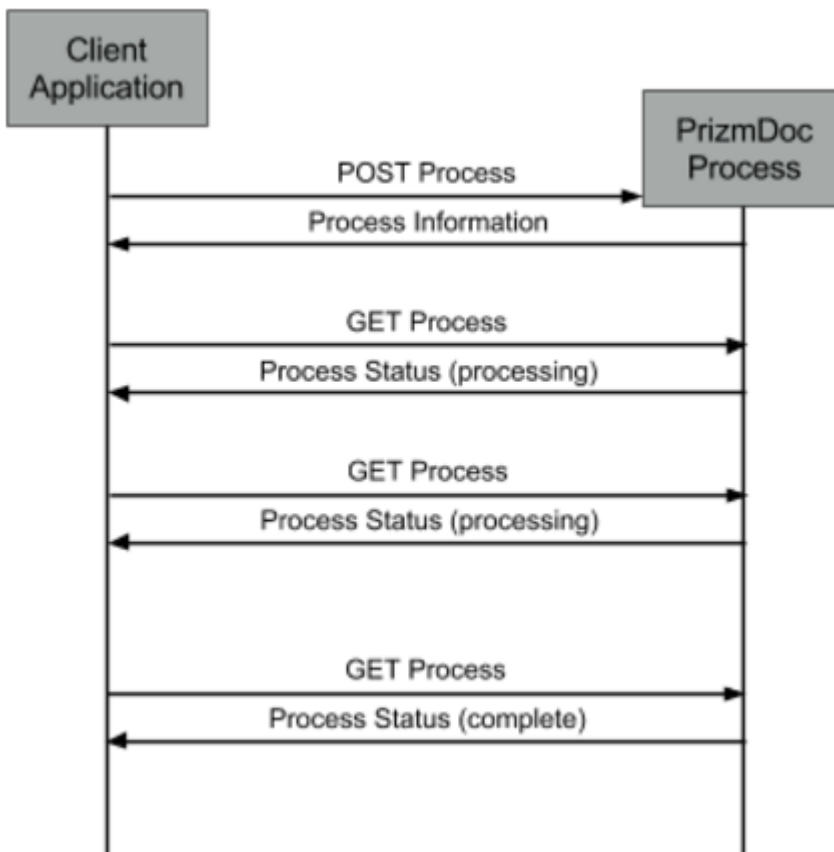 Client
Application
PrizmDoc
Process
POST Process
Process Information
GET Process
Process Status (processing)
GET Process
Process Status (processing)
GET Process
Process Status (complete)